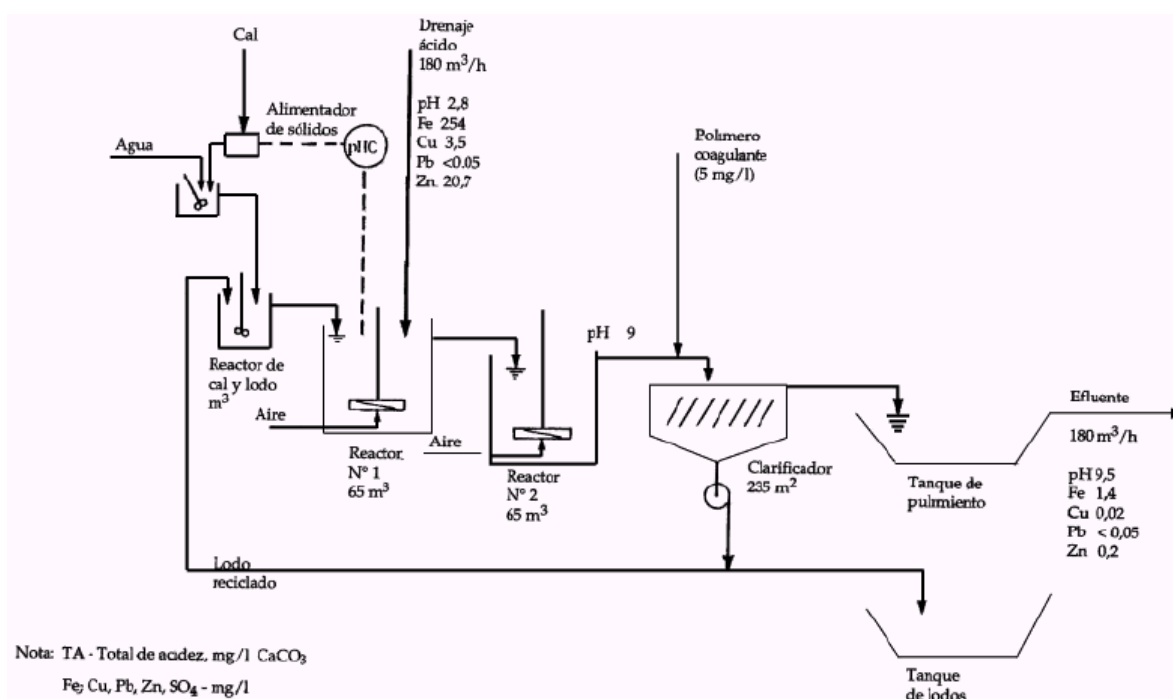 Cal
Drenaje
ácido
180 m³/h
pH 2,8
Fe 254
Cu 3,5
Pb <0.05
Zn. 20,7
Alimentador
de sólidos
pHC
Agua
Polímero
coagulante
(5 mg/l)
Reactor de
cal y lodo
m³
Aire
Reactor.
Nº 1
65 m³
Aire
Reactor
Nº 2
65 m³
pH 9
Clarificador
235 m²
Tanque de
pulimiento
Efluente
180 m³/h
pH 9,5
Fe 1,4
Cu 0,02
Pb < 0,05
Zn 0,2
Lodo
reciclado
Tanque
de lodos
Nota: TA - Total de acidez, mg/l CaCO₃
Fe; Cu, Pb, Zn, SO₄ - mg/l